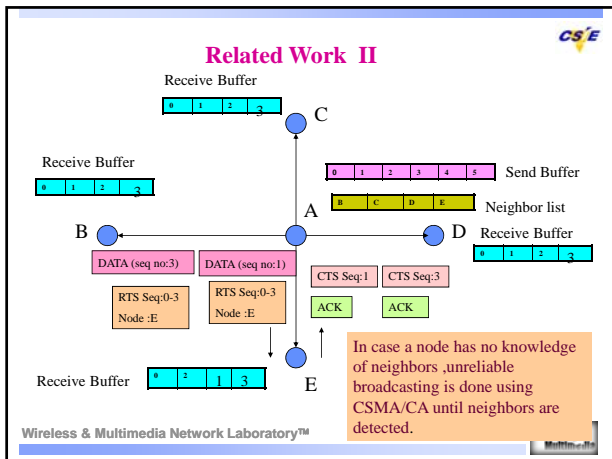 CS/E
Related Work II
Receive Buffer
0 1 2 3
C
Receive Buffer
0 1 2 3
0 1 2 3 4 5
Send Buffer
B C D E
Neighbor list
A
B
D
Receive Buffer
0 1 2 3
DATA (seq no:3)
DATA (seq no:1)
CTS Seq:1
CTS Seq:3
RTS Seq:0-3
Node :E
RTS Seq:0-3
Node :E
ACK
ACK
Receive Buffer
0 2 1 3
E
In case a node has no knowledge
of neighbors ,unreliable
broadcasting is done using
CSMA/CA until neighbors are
detected.
Wireless & Multimedia Network Laboratory™
Multimedia